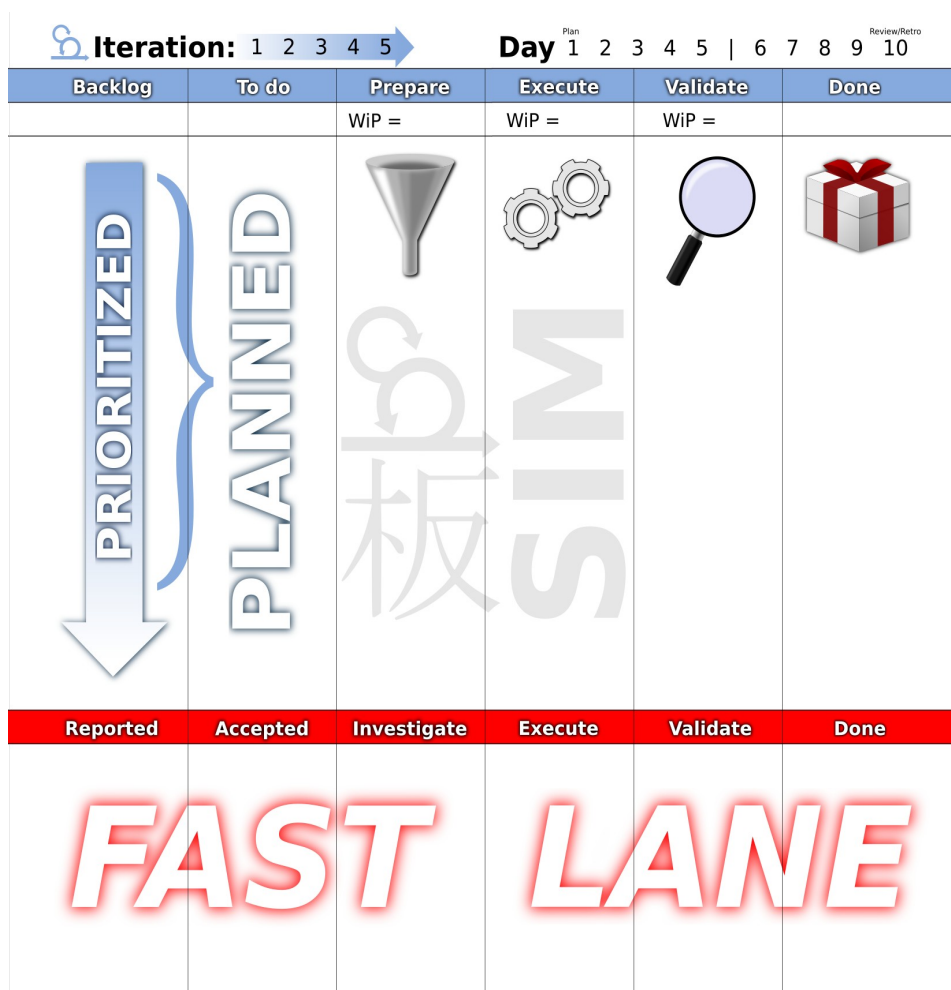 Iteration: 1 2 3 4 5
Plan
Review/Retro
Day 1 2 3 4 5 | 6 7 8 9 10
Backlog To do Prepare Execute Validate Done
WiP = WiP = WiP =
PRIORITIZED
PLANNED
板
SIM
Reported Accepted Investigate Execute Validate Done
FAST LANE